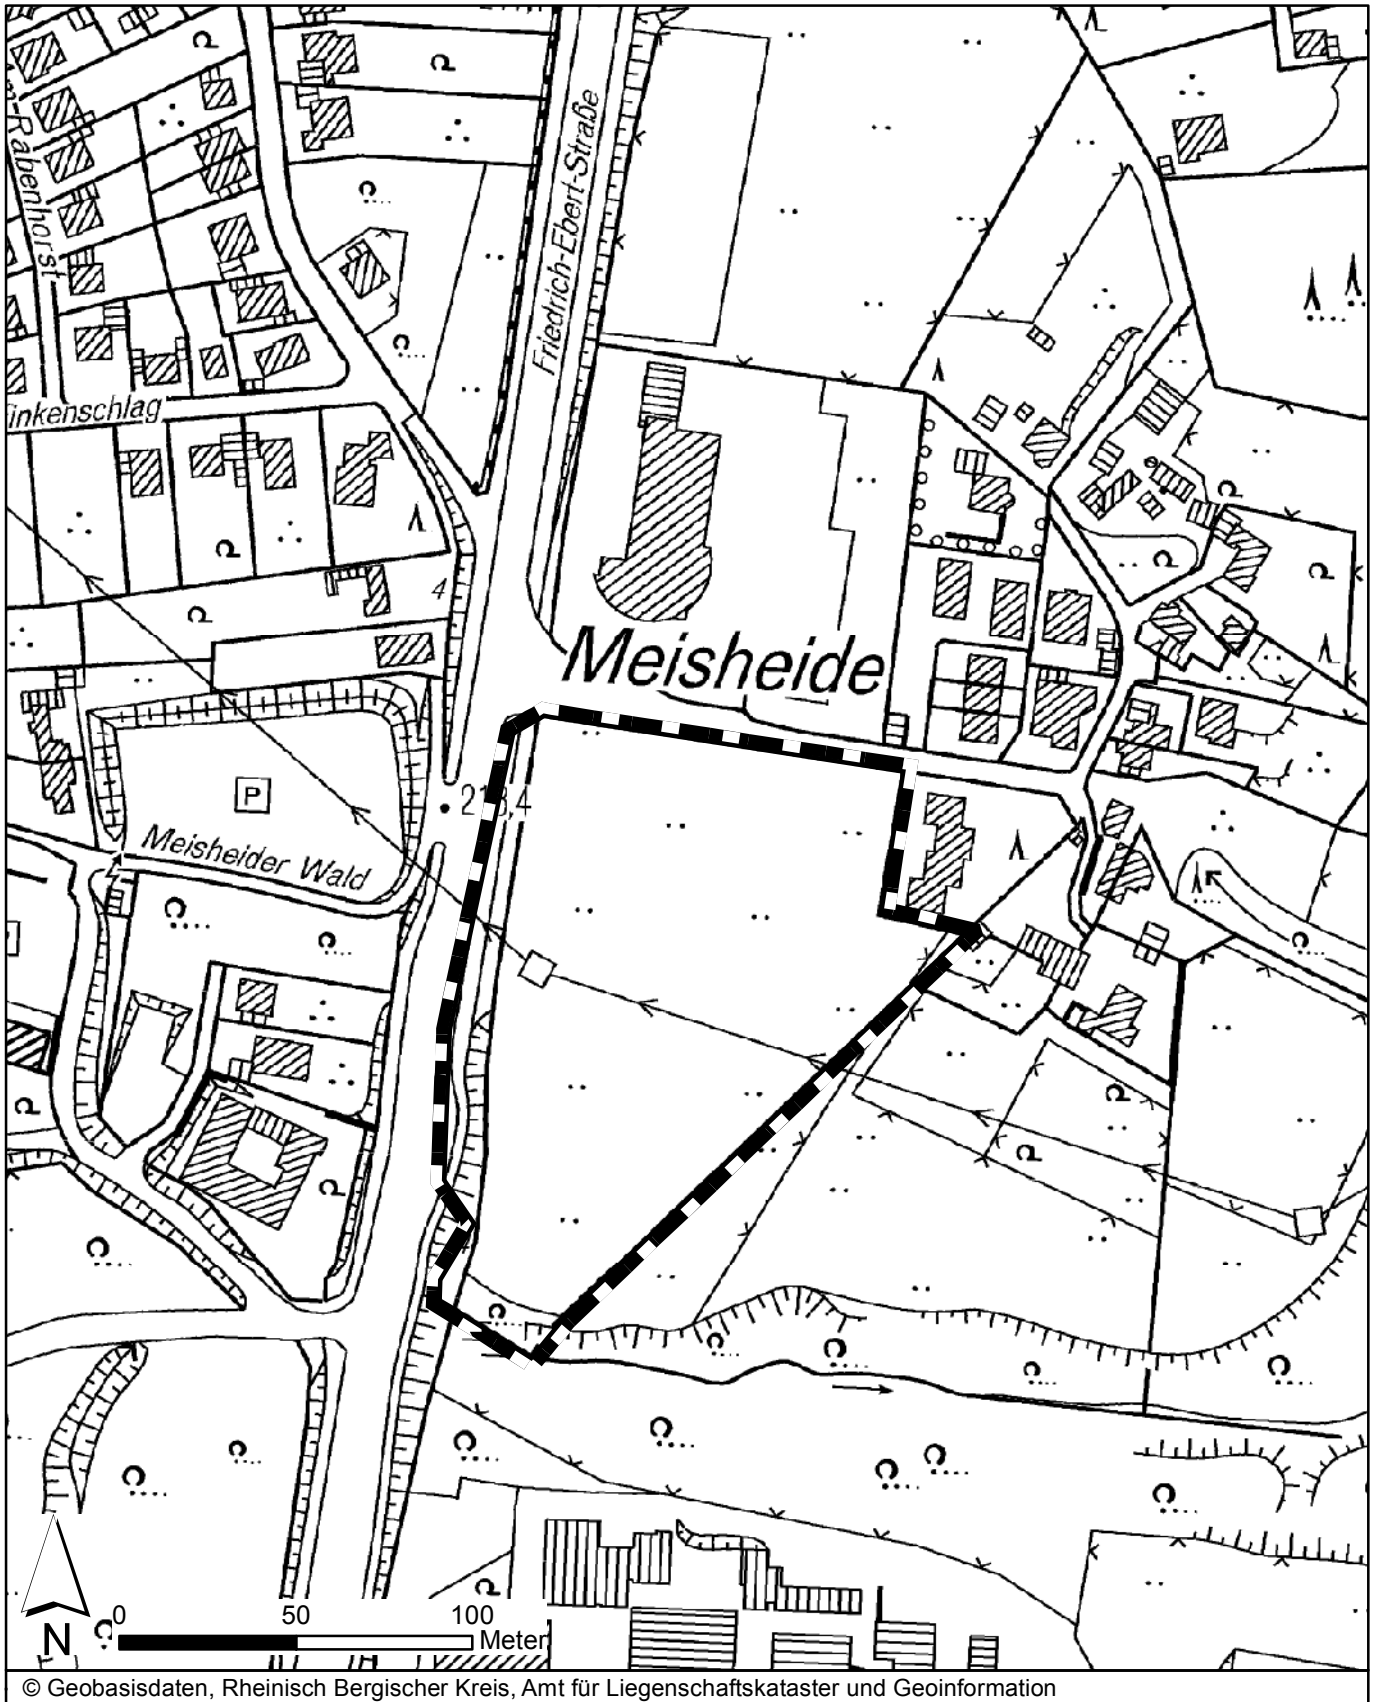 Friedrich-Ebert-Straße
Rabenhorst
inkenschlag
4
Meisheide
P
Meisheider Wald
0 50 100
Meter
N
© Geobasisdaten, Rheinisch Bergischer Kreis, Amt für Liegenschaftskataster und Geoinformation